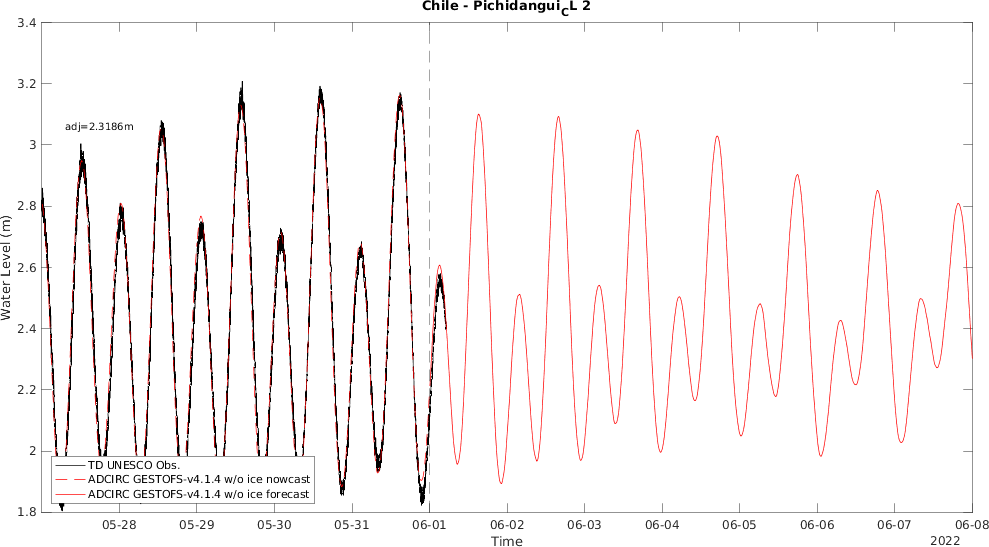 Chile - Pichidangui_CL 2
3.4
3.2
3
2.8
2.6
2.4
2.2
2
1.8
Water Level (m)
adj=2.3186m
TD UNESCO Obs.
ADCIRC GESTOFS-v4.1.4 w/o ice nowcast
ADCIRC GESTOFS-v4.1.4 w/o ice forecast
05-28 05-29 05-30 05-31 06-01 06-02 06-03 06-04 06-05 06-06 06-07 06-08
Time
2022